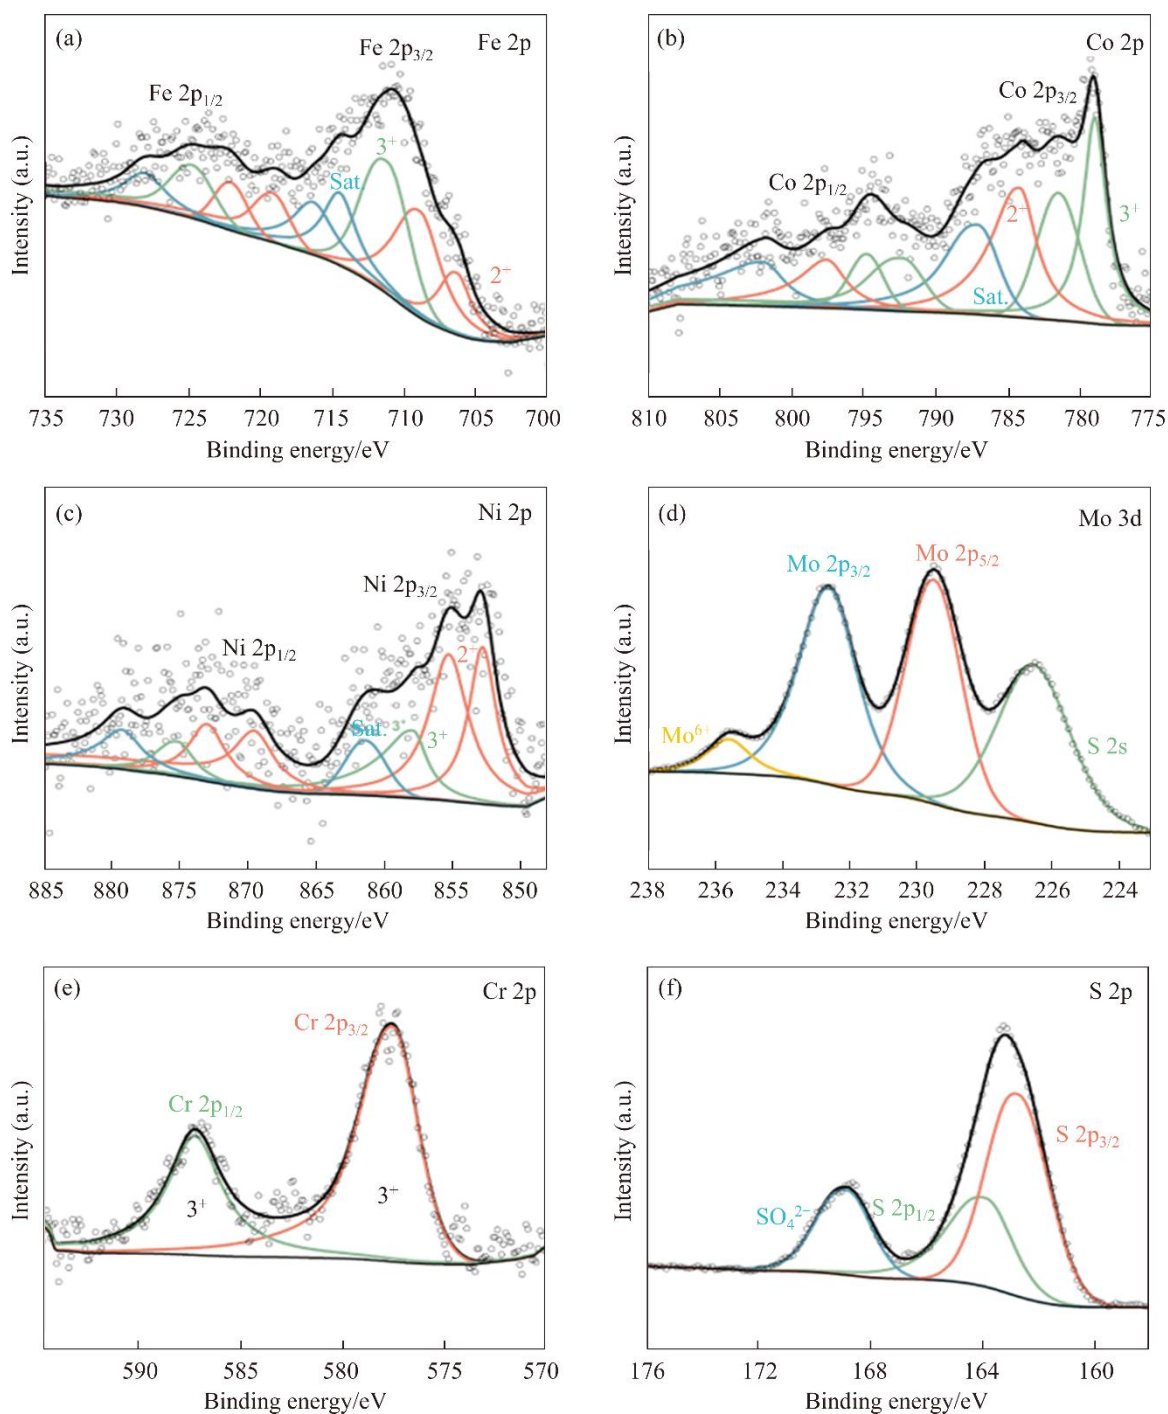 (a)
Fe 2p
Fe 2p3/2
Fe 2p1/2
3+
Sat.
2+
Intensity (a.u.)
735 730 725 720 715 710 705 700
Binding energy/eV
(b)
Co 2p
Co 2p3/2
Co 2p1/2
2+
3+
Sat.
Intensity (a.u.)
810 805 800 795 790 785 780 775
Binding energy/eV
(c)
Ni 2p
Ni 2p3/2
Ni 2p1/2
2+
Sat. 3+
3+
Intensity (a.u.)
885 880 875 870 865 860 855 850
Binding energy/eV
(d)
Mo 3d
Mo 2p3/2
Mo 2p5/2
Mo6+
S 2s
Intensity (a.u.)
238 236 234 232 230 228 226 224
Binding energy/eV
(e)
Cr 2p
Cr 2p3/2
Cr 2p1/2
3+
3+
Intensity (a.u.)
590 585 580 575 570
Binding energy/eV
(f)
S 2p
S 2p3/2
SO42−
S 2p1/2
Intensity (a.u.)
176 172 168 164 160
Binding energy/eV